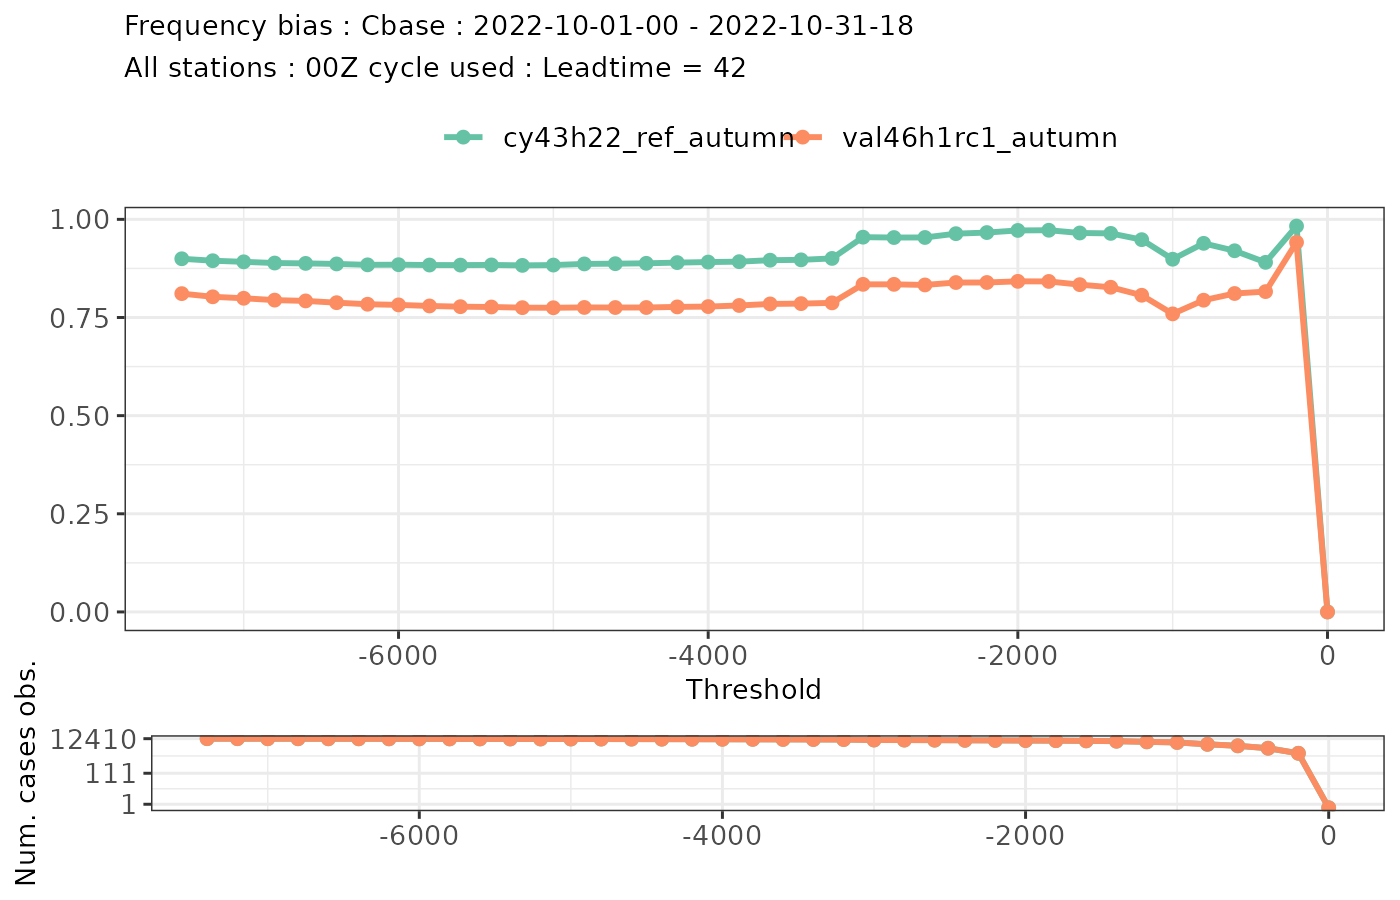 Frequency bias : Cbase : 2022-10-01-00 - 2022-10-31-18
All stations : 00Z cycle used : Leadtime = 42
cy43h22_ref_autumn val46h1rc1_autumn
1.00
0.75
0.50
0.25
0.00
-6000 -4000 -2000 0
Threshold
Num. cases obs.
12410
111
1
-6000 -4000 -2000 0